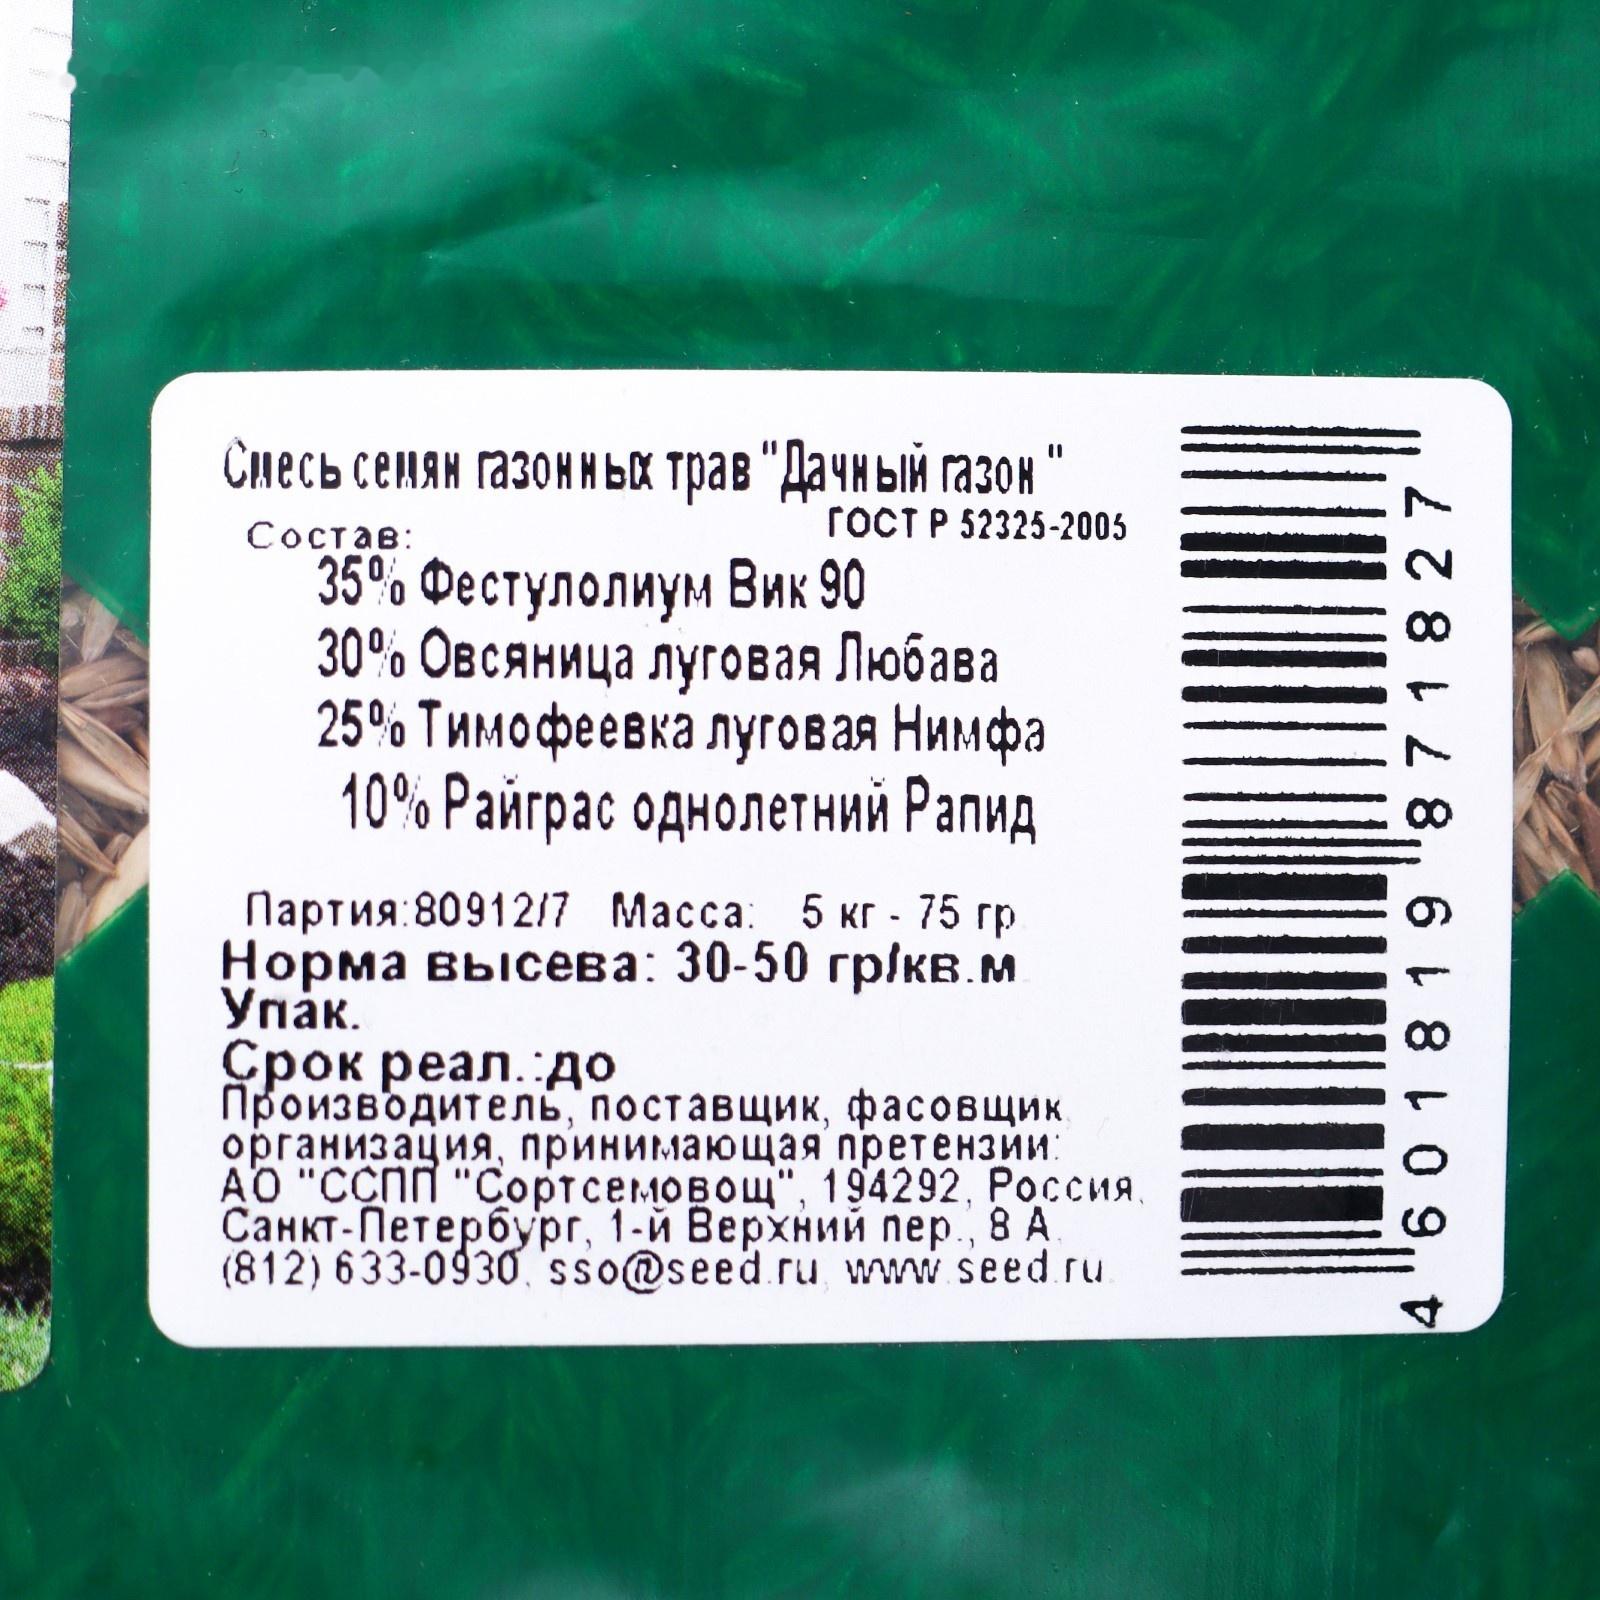 Смесь семян газонных трав "Дачный газон "
ГОСТ Р 52325-2005
Состав:
35% Фестулолиум Вик 90
30% Овсяница луговая Любава
25% Тимофеевка луговая Нимфа
10% Райграс однолетний Рапид
Партия:80912/7 Масса: 5 кг - 75 гр
Норма высева: 30-50 гр/кв.м
Упак.
Срок реал.:до
Производитель, поставщик, фасовщик,
организация, принимающая претензии:
АО "ССПП "Сортсемовощ", 194292, Россия,
Санкт-Петербург, 1-й Верхний пер., 8 А,
(812) 633-0930, sso@seed.ru, www.seed.ru.
4 601819 871827